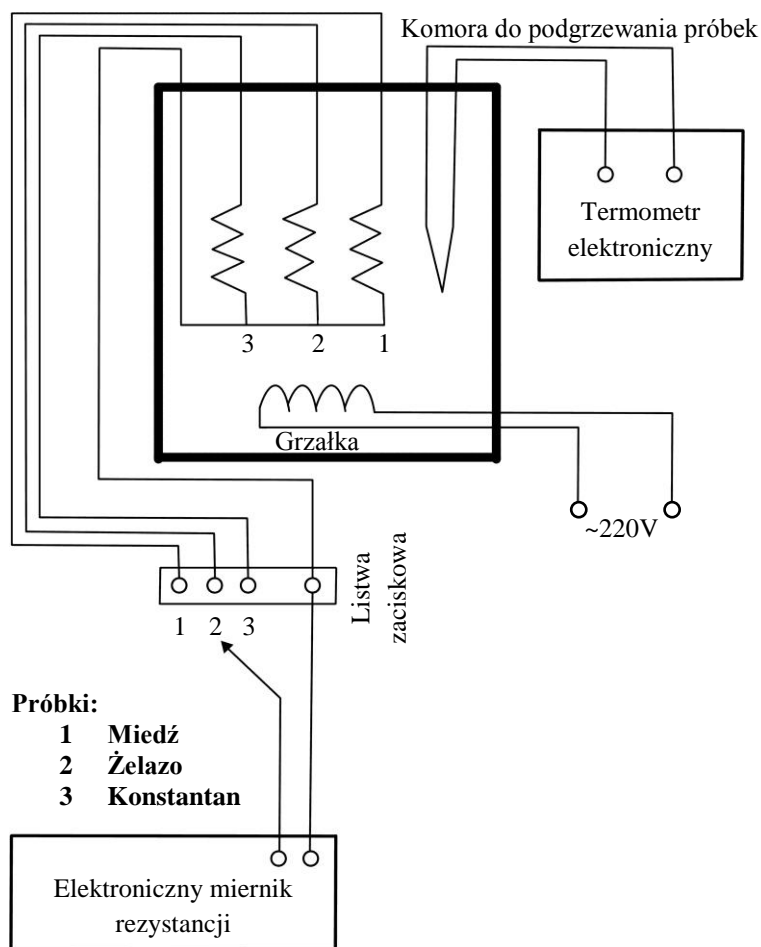 Komora do podgrzewania próbek
Termometr
elektroniczny
3 2 1
Grzałka
~220V
Listwa
zaciskowa
1 2 3
Próbki:
1 Miedź
2 Żelazo
3 Konstantan
Elektroniczny miernik
rezystancji